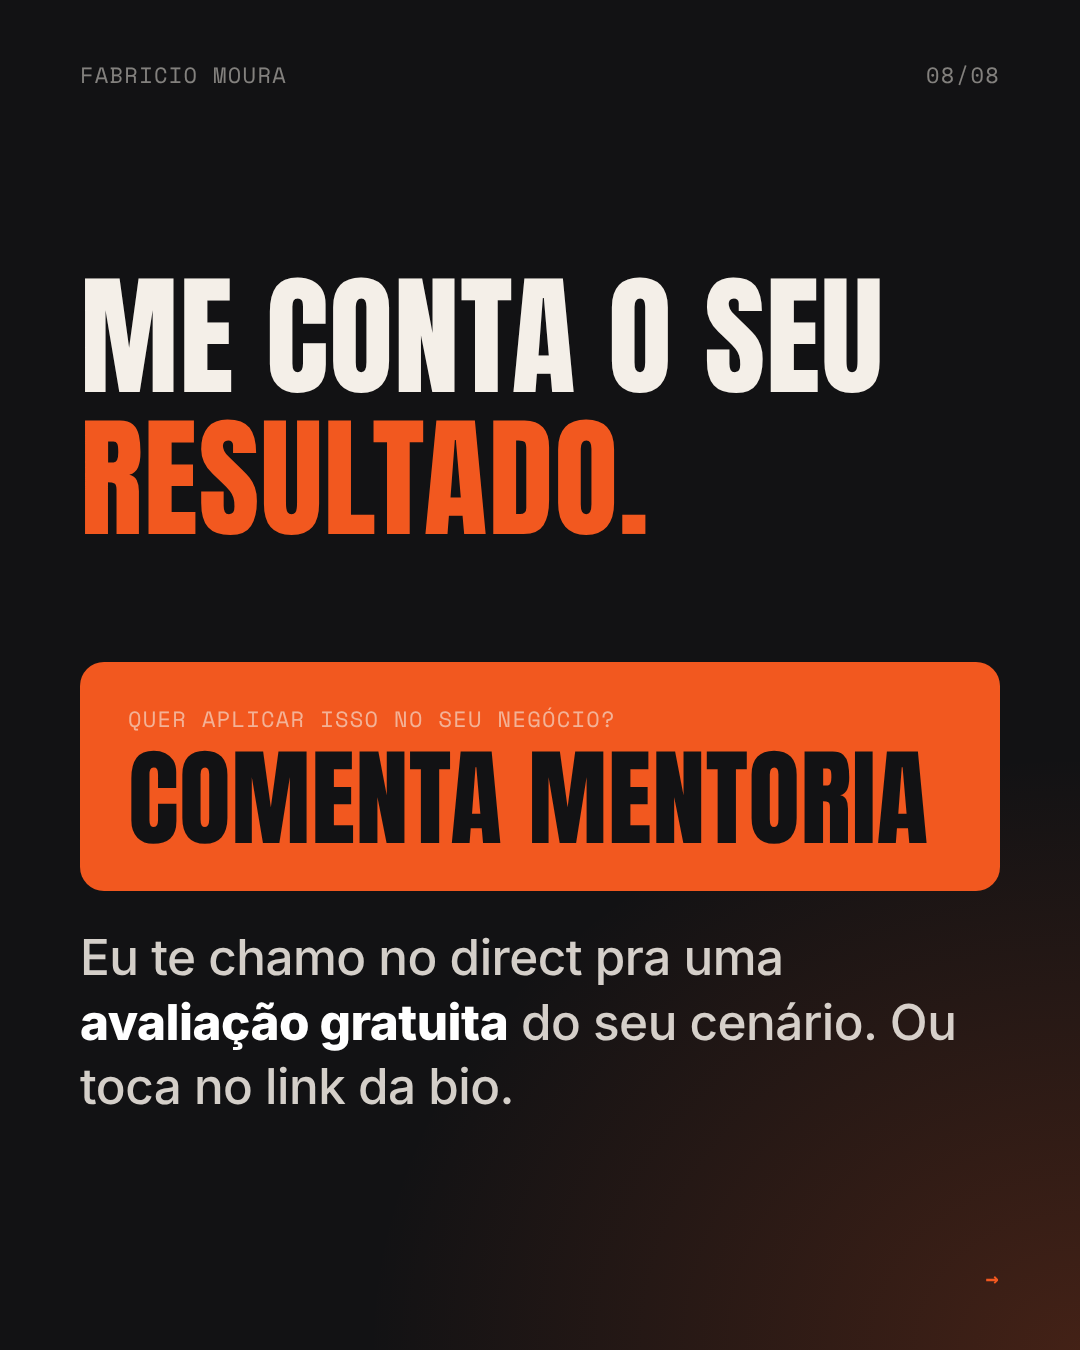 FABRICIO MOURA
08/08
ME CONTA O SEU
RESULTADO.
QUER APLICAR ISSO NO SEU NEGÓCIO?
COMENTA MENTORIA
Eu te chamo no direct pra uma
avaliação gratuita do seu cenário. Ou
toca no link da bio.
→